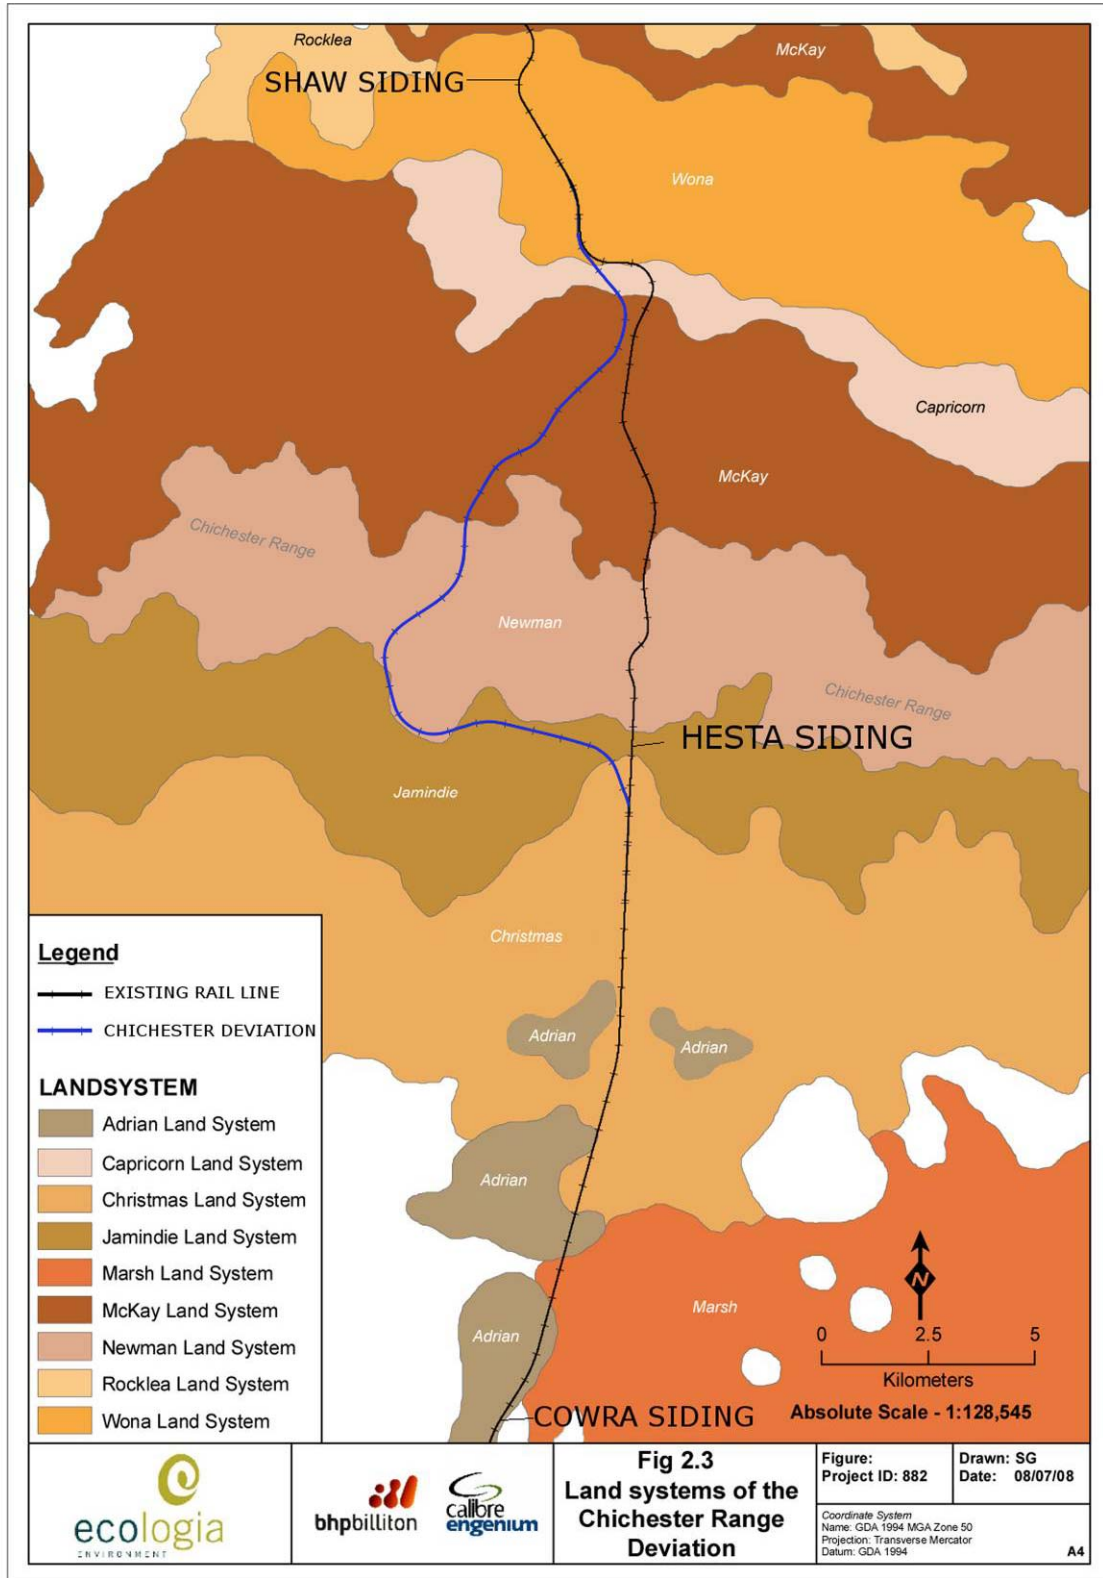 Rocklea
McKay
SHAW SIDING
Wona
Capricorn
McKay
Chichester Range
Newman
Chichester Range
HESTA SIDING
Jamindie
Christmas
Adrian
Adrian
Adrian
Marsh
Adrian
COWRA SIDING
N
0 2.5 5
Kilometers
Absolute Scale - 1:128,545
Legend
EXISTING RAIL LINE
CHICHESTER DEVIATION
LANDSYSTEM
Adrian Land System
Capricorn Land System
Christmas Land System
Jamindie Land System
Marsh Land System
McKay Land System
Newman Land System
Rocklea Land System
Wona Land System
ecologia
ENVIRONMENT
bhpbilliton
calibre
engenium
Fig 2.3
Land systems of the
Chichester Range
Deviation
Figure:
Project ID: 882
Drawn: SG
Date: 08/07/08
Coordinate System
Name: GDA 1994 MGA Zone 50
Projection: Transverse Mercator
Datum: GDA 1994
A4